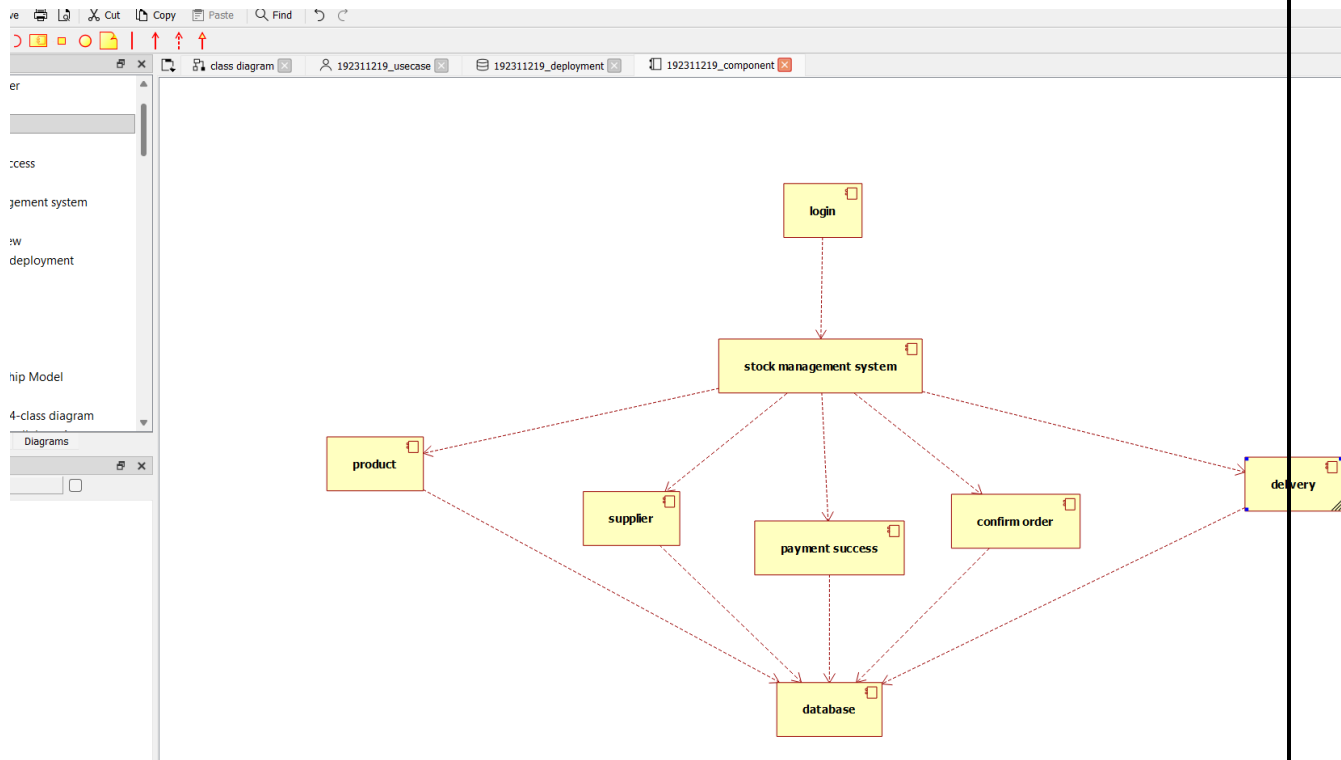 Cut Copy Paste Find
class diagram 192311219_usecase 192311219_deployment 192311219_component
er
ccess
gement system
ew
deployment
hip Model
4-class diagram
Diagrams
login
stock management system
product
supplier
payment success
confirm order
delivery
database